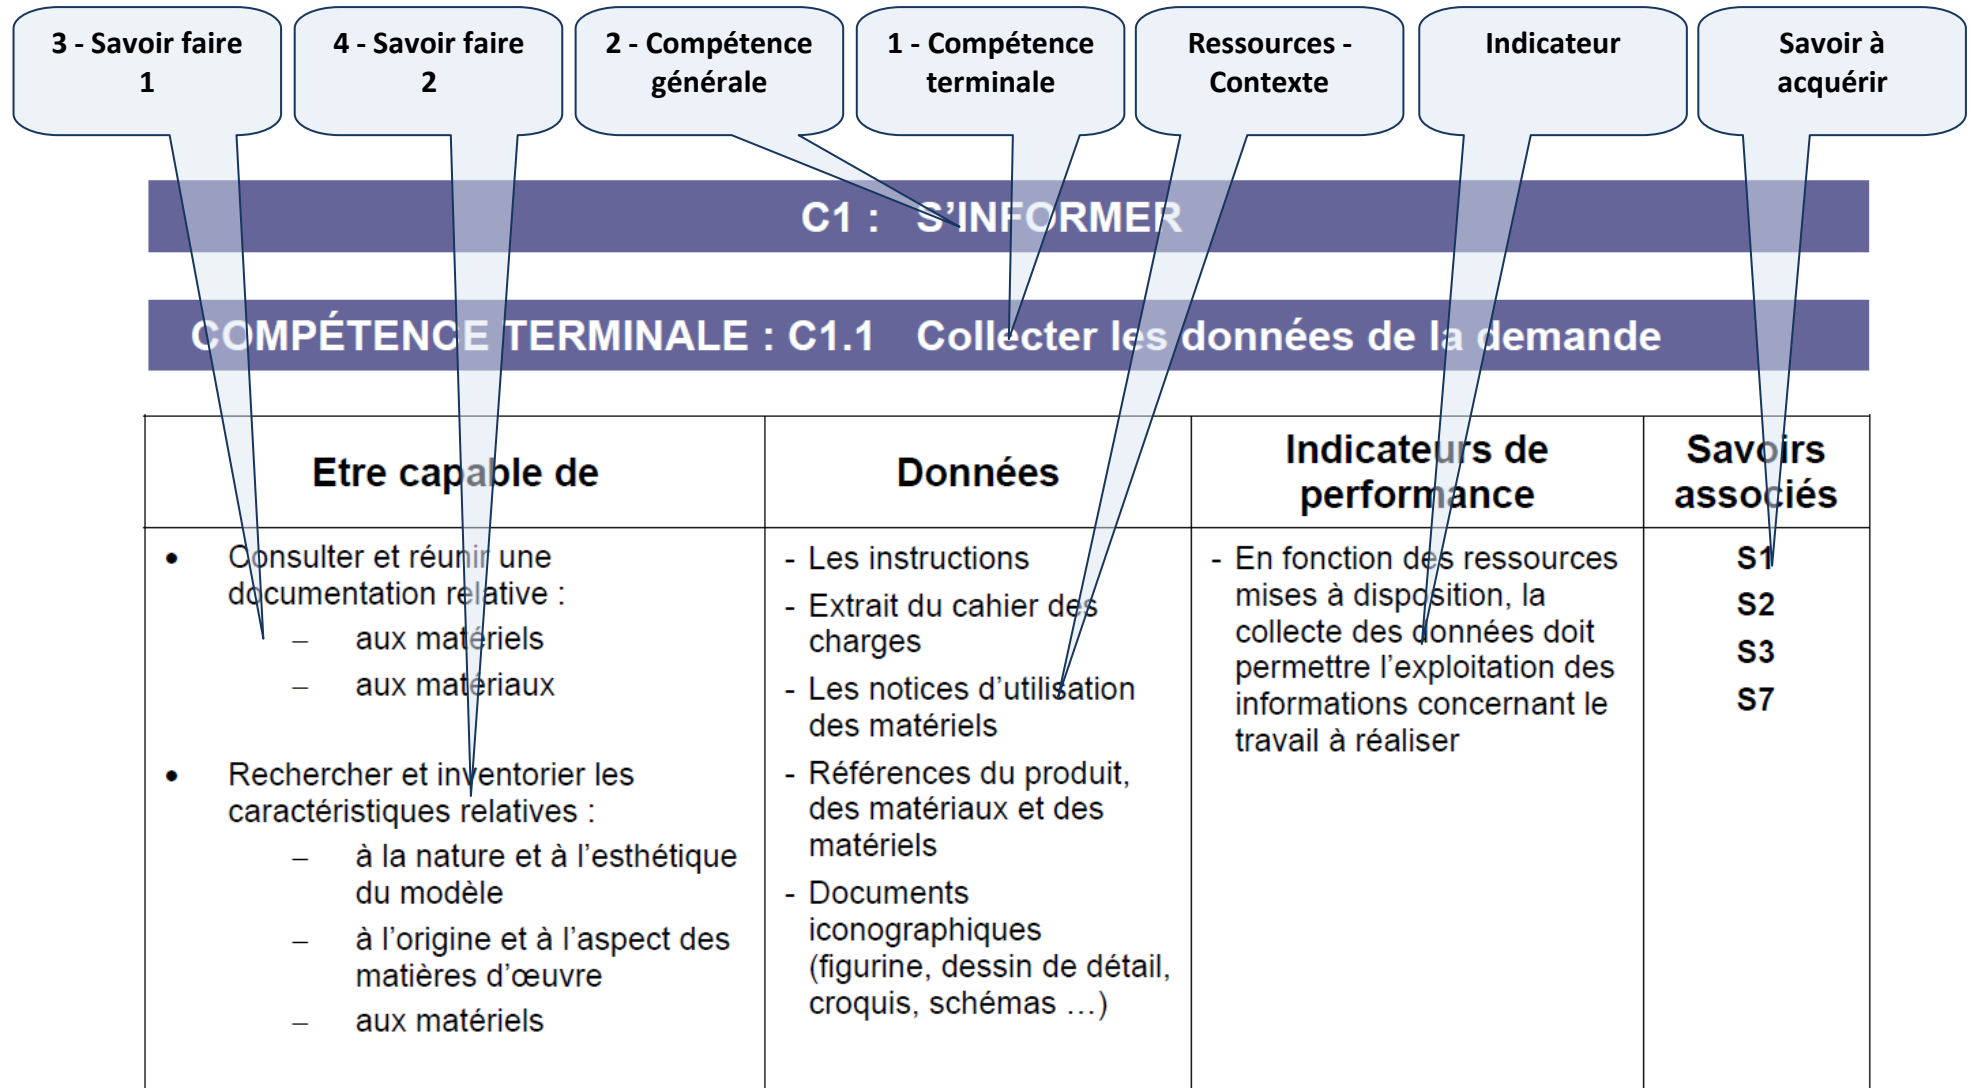 3 - Savoir faire
1
4 - Savoir faire
2
2 - Compétence
générale
1 - Compétence
terminale
Ressources -
Contexte
Indicateur
Savoir à
acquérir
C1 : S’INFORMER
COMPÉTENCE TERMINALE : C1.1 Collecter les données de la demande
Etre capable de
Données
Indicateurs de
performance
Savoirs
associés
• Consulter et réunir une
documentation relative :
– aux matériels
– aux matériaux
• Rechercher et inventorier les
caractéristiques relatives :
– à la nature et à l’esthétique
du modèle
– à l’origine et à l’aspect des
matières d’œuvre
– aux matériels
- Les instructions
- Extrait du cahier des
charges
- Les notices d’utilisation
des matériels
- Références du produit,
des matériaux et des
matériels
- Documents
iconographiques
(figurine, dessin de détail,
croquis, schémas …)
- En fonction des ressources
mises à disposition, la
collecte des données doit
permettre l’exploitation des
informations concernant le
travail à réaliser
S1
S2
S3
S7